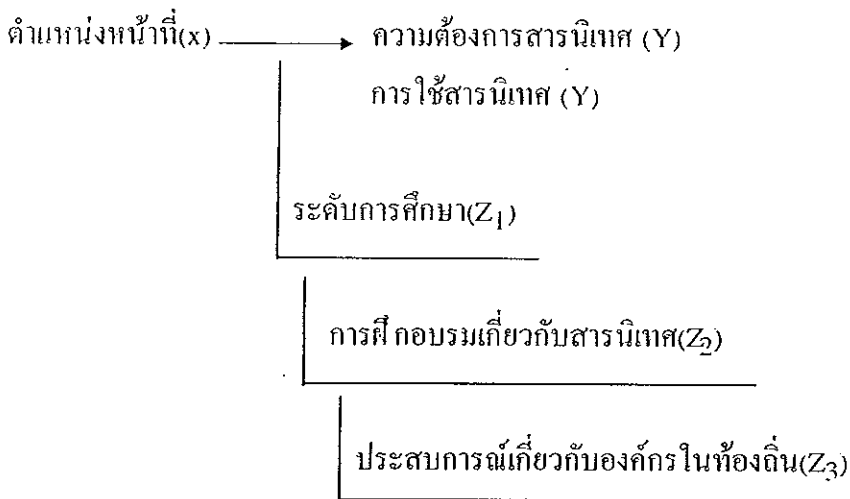 ตำแหน่งหน้าที่(x) ความต้องการสารนิเทศ (Y)
การใช้สารนิเทศ (Y)
ระดับการศึกษา(Z1)
การฝึกอบรมเกี่ยวกับสารนิเทศ(Z2)
ประสบการณ์เกี่ยวกับองค์กรในท้องถิ่น(Z3)